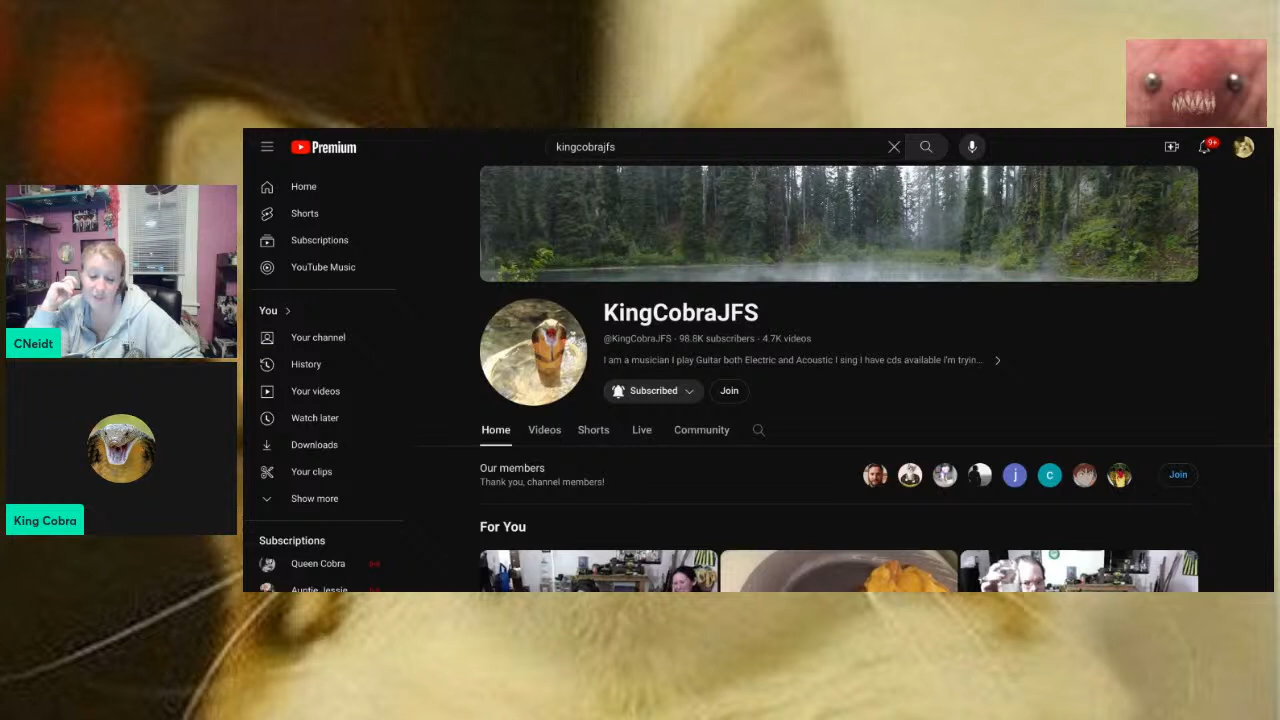 Premium
kingcobrajfs
9+
Home
Shorts
Subscriptions
YouTube Music
You
Your channel
History
Your videos
Watch later
Downloads
Your clips
Show more
Subscriptions
Queen Cobra
Auntie Jessie
KingCobraJFS
@KingCobraJFS · 98.8K subscribers · 4.7K videos
I am a musician I play Guitar both Electric and Acoustic I sing I have cds available I'm tryin...
Subscribed
Join
Home Videos Shorts Live Community
Our members
Thank you, channel members!
j
c
Join
For You
CNeidt
King Cobra